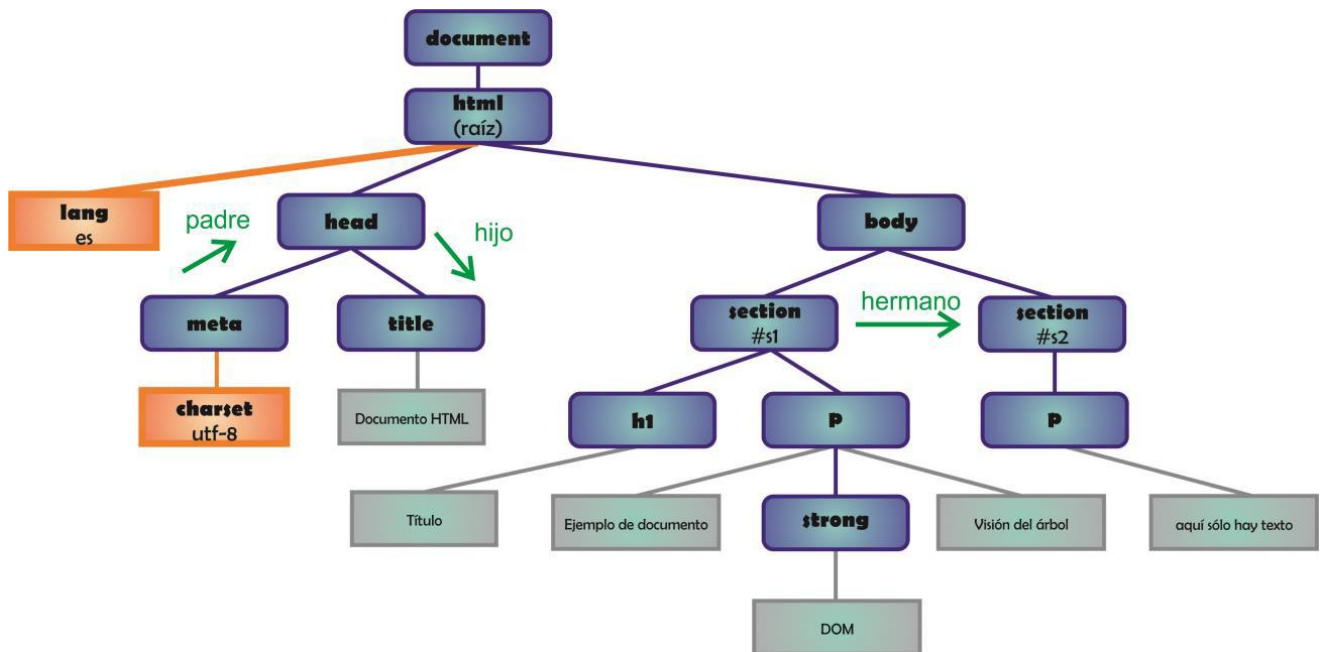 document
html
(raíz)
lang
es
padre
head
hijo
body
meta
title
section
#s1
hermano
section
#s2
charset
utf-8
Documento HTML
h1
P
P
Título
Ejemplo de documento
strong
Visión del árbol
aquí sólo hay texto
DOM